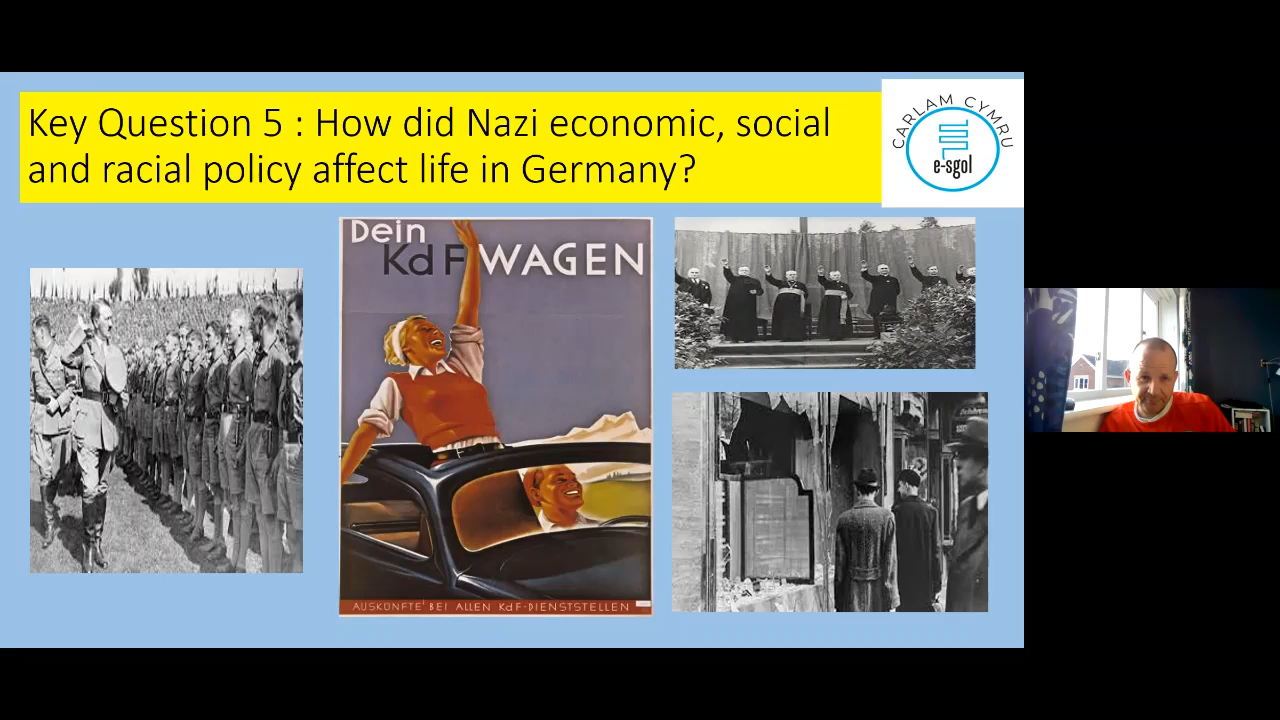 Key Question 5 : How did Nazi economic, social
and racial policy affect life in Germany?
CARLAM CYMRU
e-sgol
Dein
KdF WAGEN
AUSKÜNFTE BEI ALLEN KdF-DIENSTSTELLEN